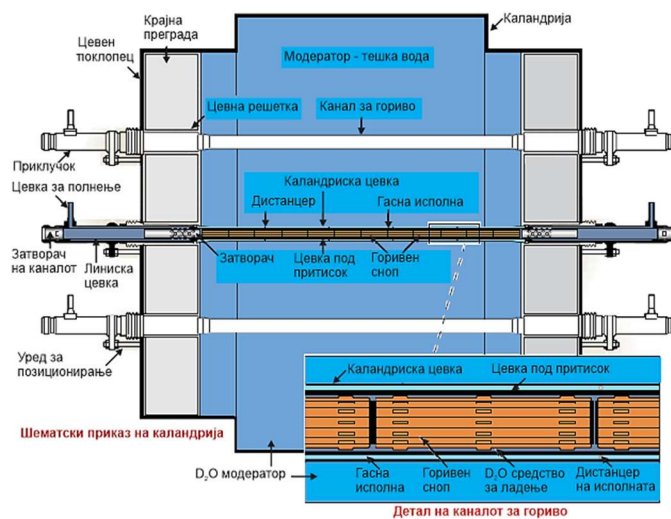 Крајна
преграда
Каландрија
Цевен
поклопец
Модератор - тешка вода
Цевна решетка
Канал за гориво
Приклучок
Цевка за полнење
Каландриска цевка
Дистанцер
Гасна исполна
Затворач
на каналот
Линиска
цевка
Затворач
Цевка под
притисок
Горивен
сноп
Уред за
позиционирање
Каландриска цевка
Цевка под притисок
Шематски приказ на каландрија
D₂O модератор
Гасна
исполна
Горивен
сноп
D₂O средство
за ладење
Дистанцер
на исполната
Детал на каналот за гориво